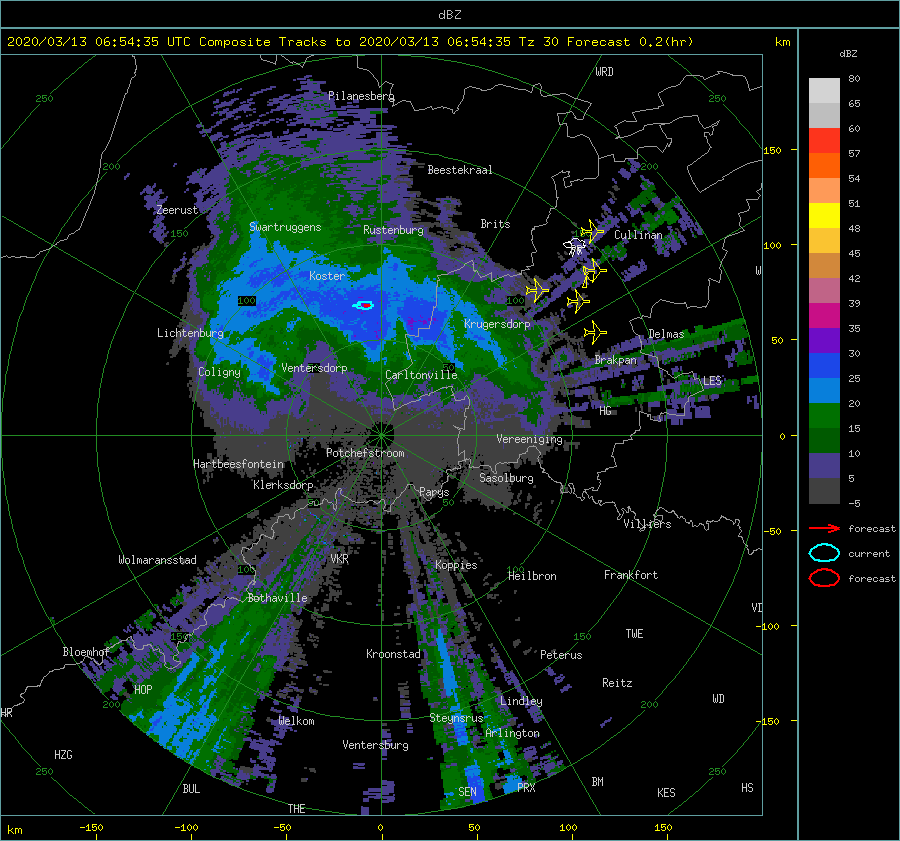 dBZ
2020/03/13 06:54:35 UTC Composite Tracks to 2020/03/13 06:54:35 Tz 30 Forecast 0.2(hr)
km
dBZ
WRD
80
250
Pilanesberg
250
65
60
150
57
200
Beestekraal
200
54
Zeerust
51
Swartruggens
Rustenburg
Brits
150
150
Cullinan
48
100
45
W
Koster
42
100
100
39
Lichtenburg
Krugersdorp
35
Delmas
50
30
Coligny
Ventersdorp
Carltonville
50
Brakpan
LES
25
HG
20
15
Vereeniging
0
Potchefstroom
10
Hartbeesfontein
Klerksdorp
Sasolburg
5
Parys
50
50
-5
Villiers
forecast
-50
Wolmaransstad
VKR
Koppies
current
100
100
Heilbron
Frankfort
forecast
Bothaville
VI
-100
150
150
TWE
Bloemhof
Kroonstad
Peterus
HOP
Reitz
WD
HR
200
Lindley
200
Welkom
Steynsrus
-150
Arlington
HZG
Ventersburg
250
250
BUL
SEN
PRX
BM
KES
HS
THE
km
-150
-100
-50
0
50
100
150